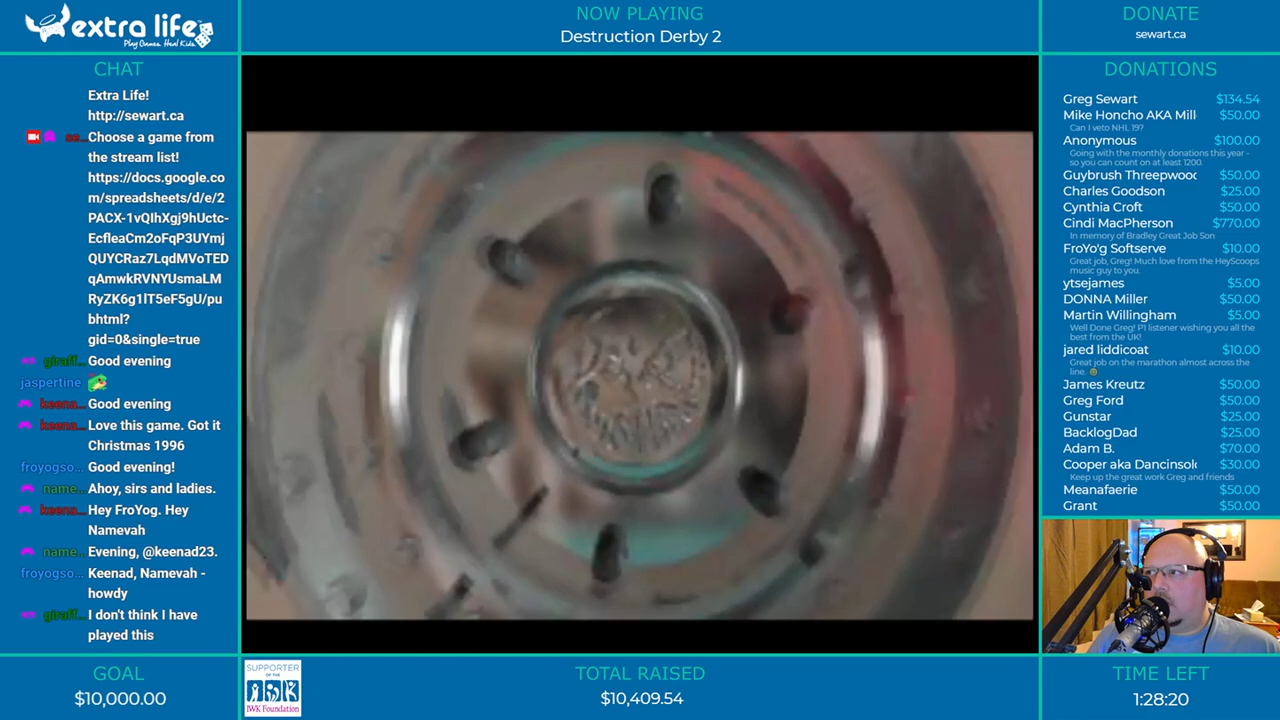 extra life
Play Games. Heal Kids.
NOW PLAYING
Destruction Derby 2
DONATE
sewart.ca
CHAT
Extra Life!
http://sewart.ca
se... Choose a game from
the stream list!
https://docs.google.co
m/spreadsheets/d/e/2
PACX-1vQIhXgj9hUctc-
EcfIeaCm2oFqP3UYmj
QUYCRaz7LqdMVoTED
qAmwkRVNYUsmaLM
RyZK6g1lT5eF5gU/pu
bhtml?
gid=0&single=true
giraff... Good evening
jaspertine
keena... Good evening
keena... Love this game. Got it
Christmas 1996
froyogso... Good evening!
name... Ahoy, sirs and ladies.
keena... Hey FroYog. Hey
Namevah
name... Evening, @keenad23.
froyogso... Keenad, Namevah -
howdy
giraff... I don't think I have
played this
DONATIONS
Greg Sewart $134.54
Mike Honcho AKA Mill $50.00
Can I veto NHL 19?
Anonymous $100.00
Going with the monthly donations this year -
so you can count on at least 1200.
Guybrush Threepwood $50.00
Charles Goodson $25.00
Cynthia Croft $50.00
Cindi MacPherson $770.00
In memory of Bradley Great Job Son
FroYo'g Softserve $10.00
Great job, Greg! Much love from the HeyScoops
music guy to you.
ytsejames $5.00
DONNA Miller $50.00
Martin Willingham $5.00
Well Done Greg! P1 listener wishing you all the
best from the UK!
jared liddicoat $10.00
Great job on the marathon almost across the
line.
James Kreutz $50.00
Greg Ford $50.00
Gunstar $25.00
BacklogDad $25.00
Adam B. $70.00
Cooper aka Dancinsolo $30.00
Keep up the great work Greg and friends
Meanafaerie $50.00
Grant $50.00
GOAL
$10,000.00
SUPPORTER
OF THE
IWK
IWK Foundation
TOTAL RAISED
$10,409.54
TIME LEFT
1:28:20